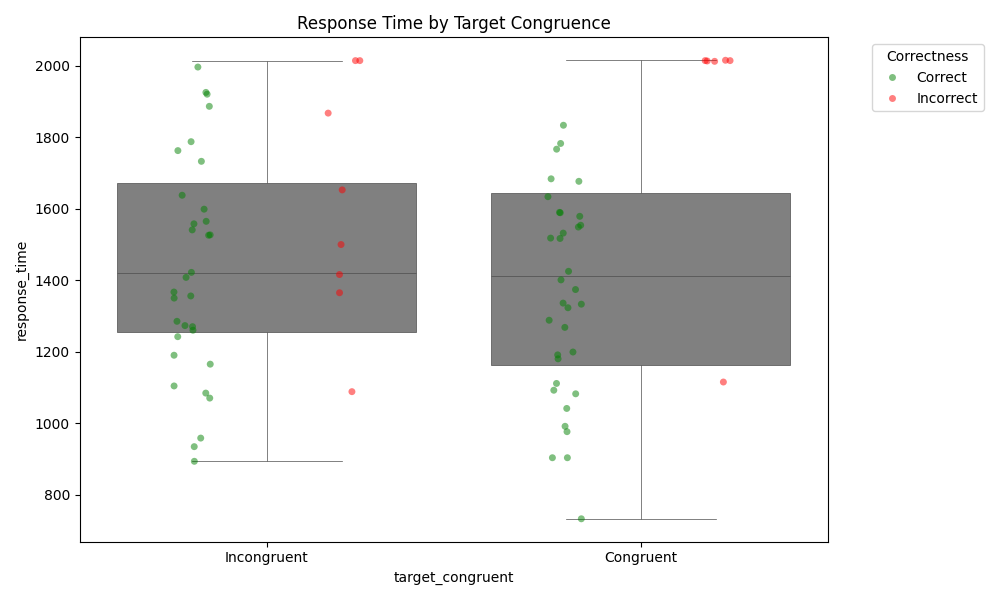 Response Time by Target Congruence
Correctness
Correct
Incorrect
2000
1800
1600
1400
1200
1000
800
response_time
Incongruent
Congruent
target_congruent